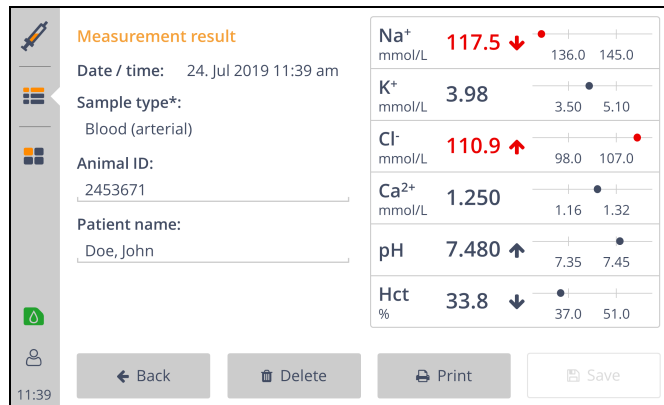 Measurement result
Date / time: 24. Jul 2019 11:39 am
Sample type*:
Blood (arterial)
Animal ID:
2453671
Patient name:
Doe, John
Na⁺ 117.5
mmol/L 136.0 145.0
K⁺ 3.98
mmol/L 3.50 5.10
Cl⁻ 110.9
mmol/L 98.0 107.0
Ca²⁺ 1.250
mmol/L 1.16 1.32
pH 7.480
7.35 7.45
Hct 33.8
% 37.0 51.0
Back Delete Print Save
11:39